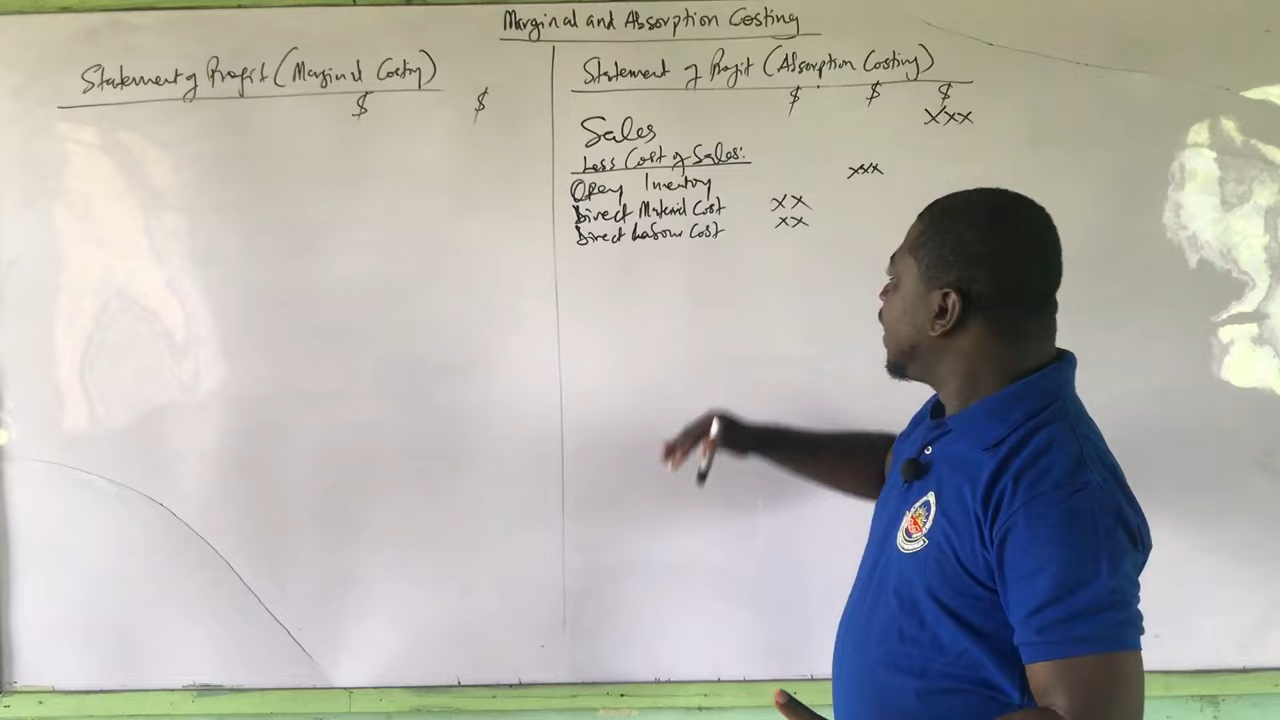 Marginal and Absorption Costing
Statement of Profit (Marginal Costing)
$ $
Statement of Profit (Absorption Costing)
$ $ $
Sales xxx
Less Cost of Sales:
Opeg Inventory xxx
Direct Material Cost xx
Direct Labour Cost xx